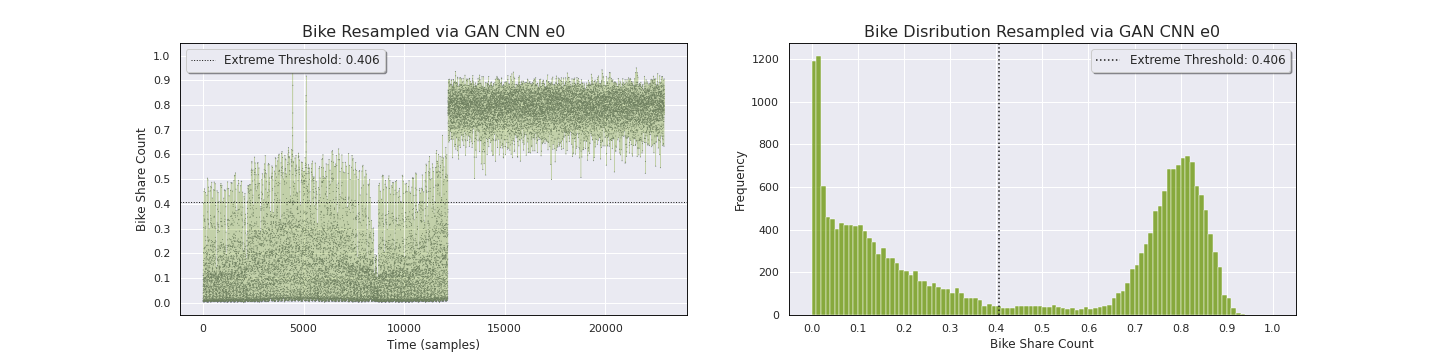 Bike Resampled via GAN CNN e0
Extreme Threshold: 0.406
Bike Share Count
1.0
0.9
0.8
0.7
0.6
0.5
0.4
0.3
0.2
0.1
0.0
0 5000 10000 15000 20000
Time (samples)
Bike Disribution Resampled via GAN CNN e0
Extreme Threshold: 0.406
Frequency
1200
1000
800
600
400
200
0
0.0 0.1 0.2 0.3 0.4 0.5 0.6 0.7 0.8 0.9 1.0
Bike Share Count